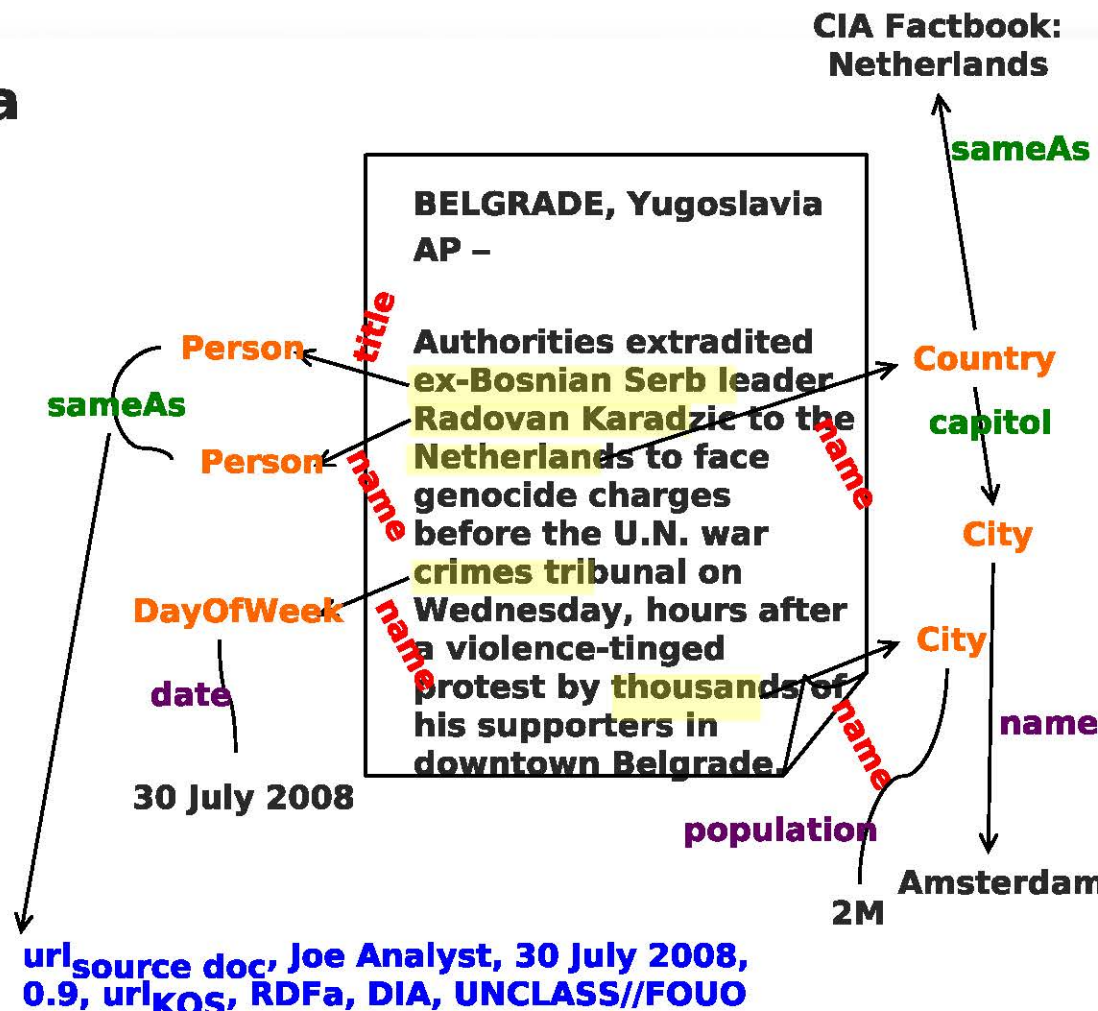 CIA Factbook:
Netherlands
a
sameAs
BELGRADE, Yugoslavia
AP –
title
Authorities extradited
ex-Bosnian Serb leader
Radovan Karadzic to the
Netherlands to face
genocide charges
before the U.N. war
crimes tribunal on
Wednesday, hours after
a violence-tinged
protest by thousands of
his supporters in
downtown Belgrade.
Person
sameAs
Person
name
DayOfWeek
name
date
30 July 2008
Country
capitol
name
City
City
name
name
population
Amsterdam
2M
urlsource doc, Joe Analyst, 30 July 2008,
0.9, urlKOS, RDFa, DIA, UNCLASS//FOUO